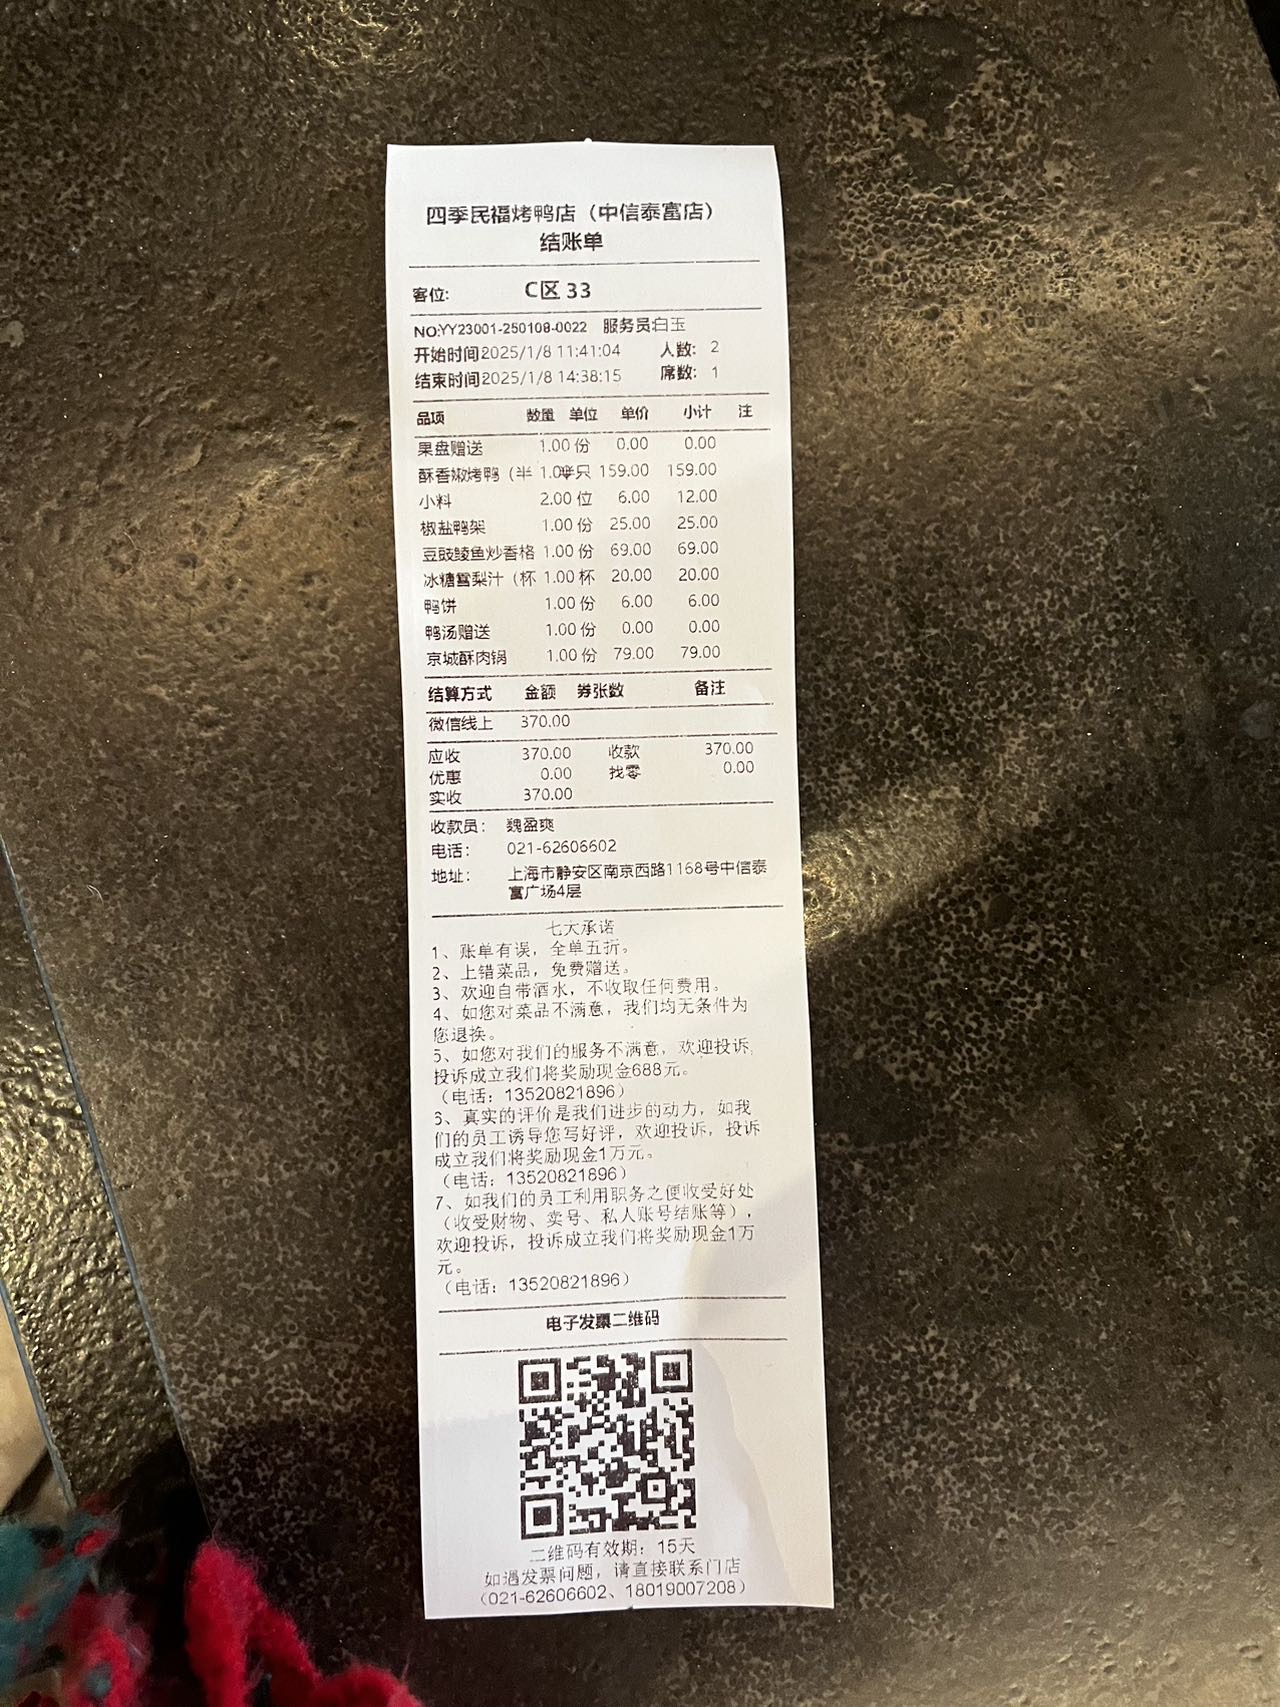 四季民福烤鸭店（中信泰富店）
结账单
客位: C区 33
NO:YY23001-250108-0022 服务员:白玉
开始时间2025/1/8 11:41:04 人数: 2
结束时间2025/1/8 14:38:15 席数: 1
品项 数量 单位 单价 小计 注
果盘赠送 1.00 份 0.00 0.00
酥香嫩烤鸭（半 1.00 半只 159.00 159.00
小料 2.00 位 6.00 12.00
椒盐鸭架 1.00 份 25.00 25.00
豆豉鲮鱼炒香格 1.00 份 69.00 69.00
冰糖雪梨汁（杯 1.00 杯 20.00 20.00
鸭饼 1.00 份 6.00 6.00
鸭汤赠送 1.00 份 0.00 0.00
京城酥肉锅 1.00 份 79.00 79.00
结算方式 金额 券张数 备注
微信线上 370.00
应收 370.00 收款 370.00
优惠 0.00 找零 0.00
实收 370.00
收款员: 魏盈爽
电话: 021-62606602
地址: 上海市静安区南京西路1168号中信泰
富广场4层
七大承诺
1、账单有误，全单五折。
2、上错菜品，免费赠送。
3、欢迎自带酒水，不收取任何费用。
4、如您对菜品不满意，我们均无条件为
您退换。
5、如您对我们的服务不满意，欢迎投诉，
投诉成立我们将奖励现金688元。
（电话：13520821896）
6、真实的评价是我们进步的动力，如我
们的员工诱导您写好评，欢迎投诉，投诉
成立我们将奖励现金1万元。
（电话：13520821896）
7、如我们的员工利用职务之便收受好处
（收受财物、卖号、私人账号结账等），
欢迎投诉，投诉成立我们将奖励现金1万
元。
（电话：13520821896）
电子发票二维码
二维码有效期：15天
如遇发票问题，请直接联系门店
（021-62606602、18019007208）